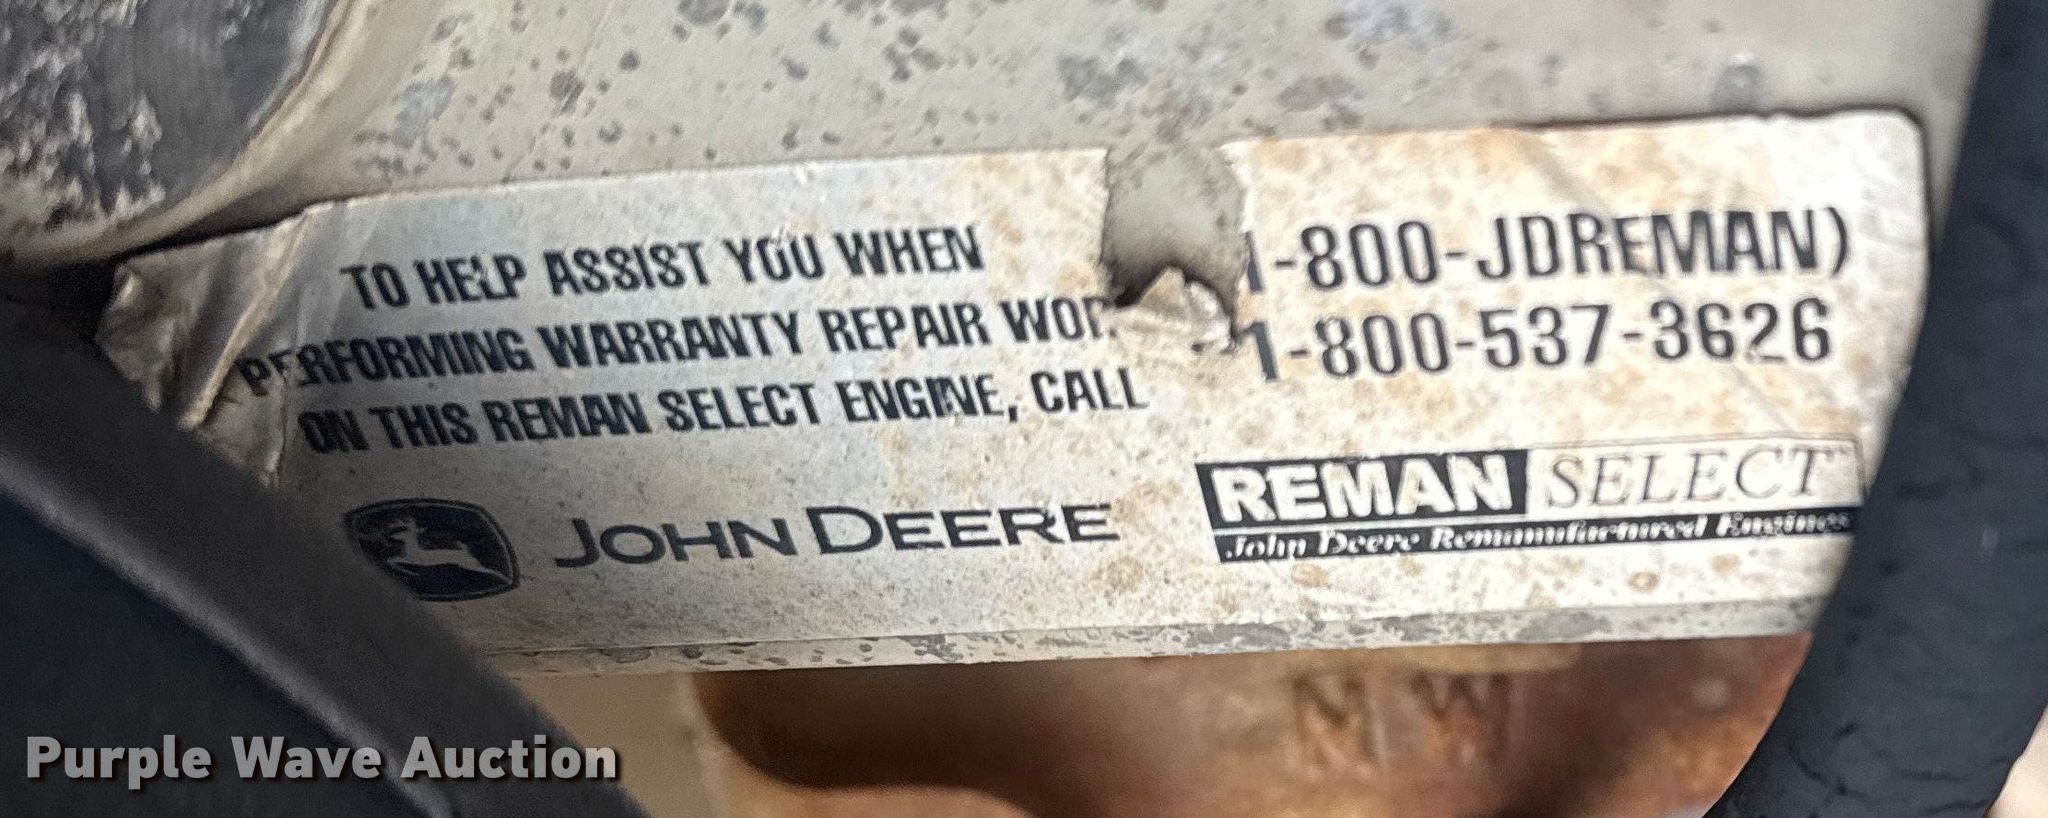 TO HELP ASSIST YOU WHEN
PERFORMING WARRANTY REPAIR
ON THIS REMAN SELECT ENGINE, CALL
1-800-JDREMAN)
1-800-537-3626
JOHN DEERE
REMAN SELECT
John Deere Remanufactured Engines
Purple Wave Auction